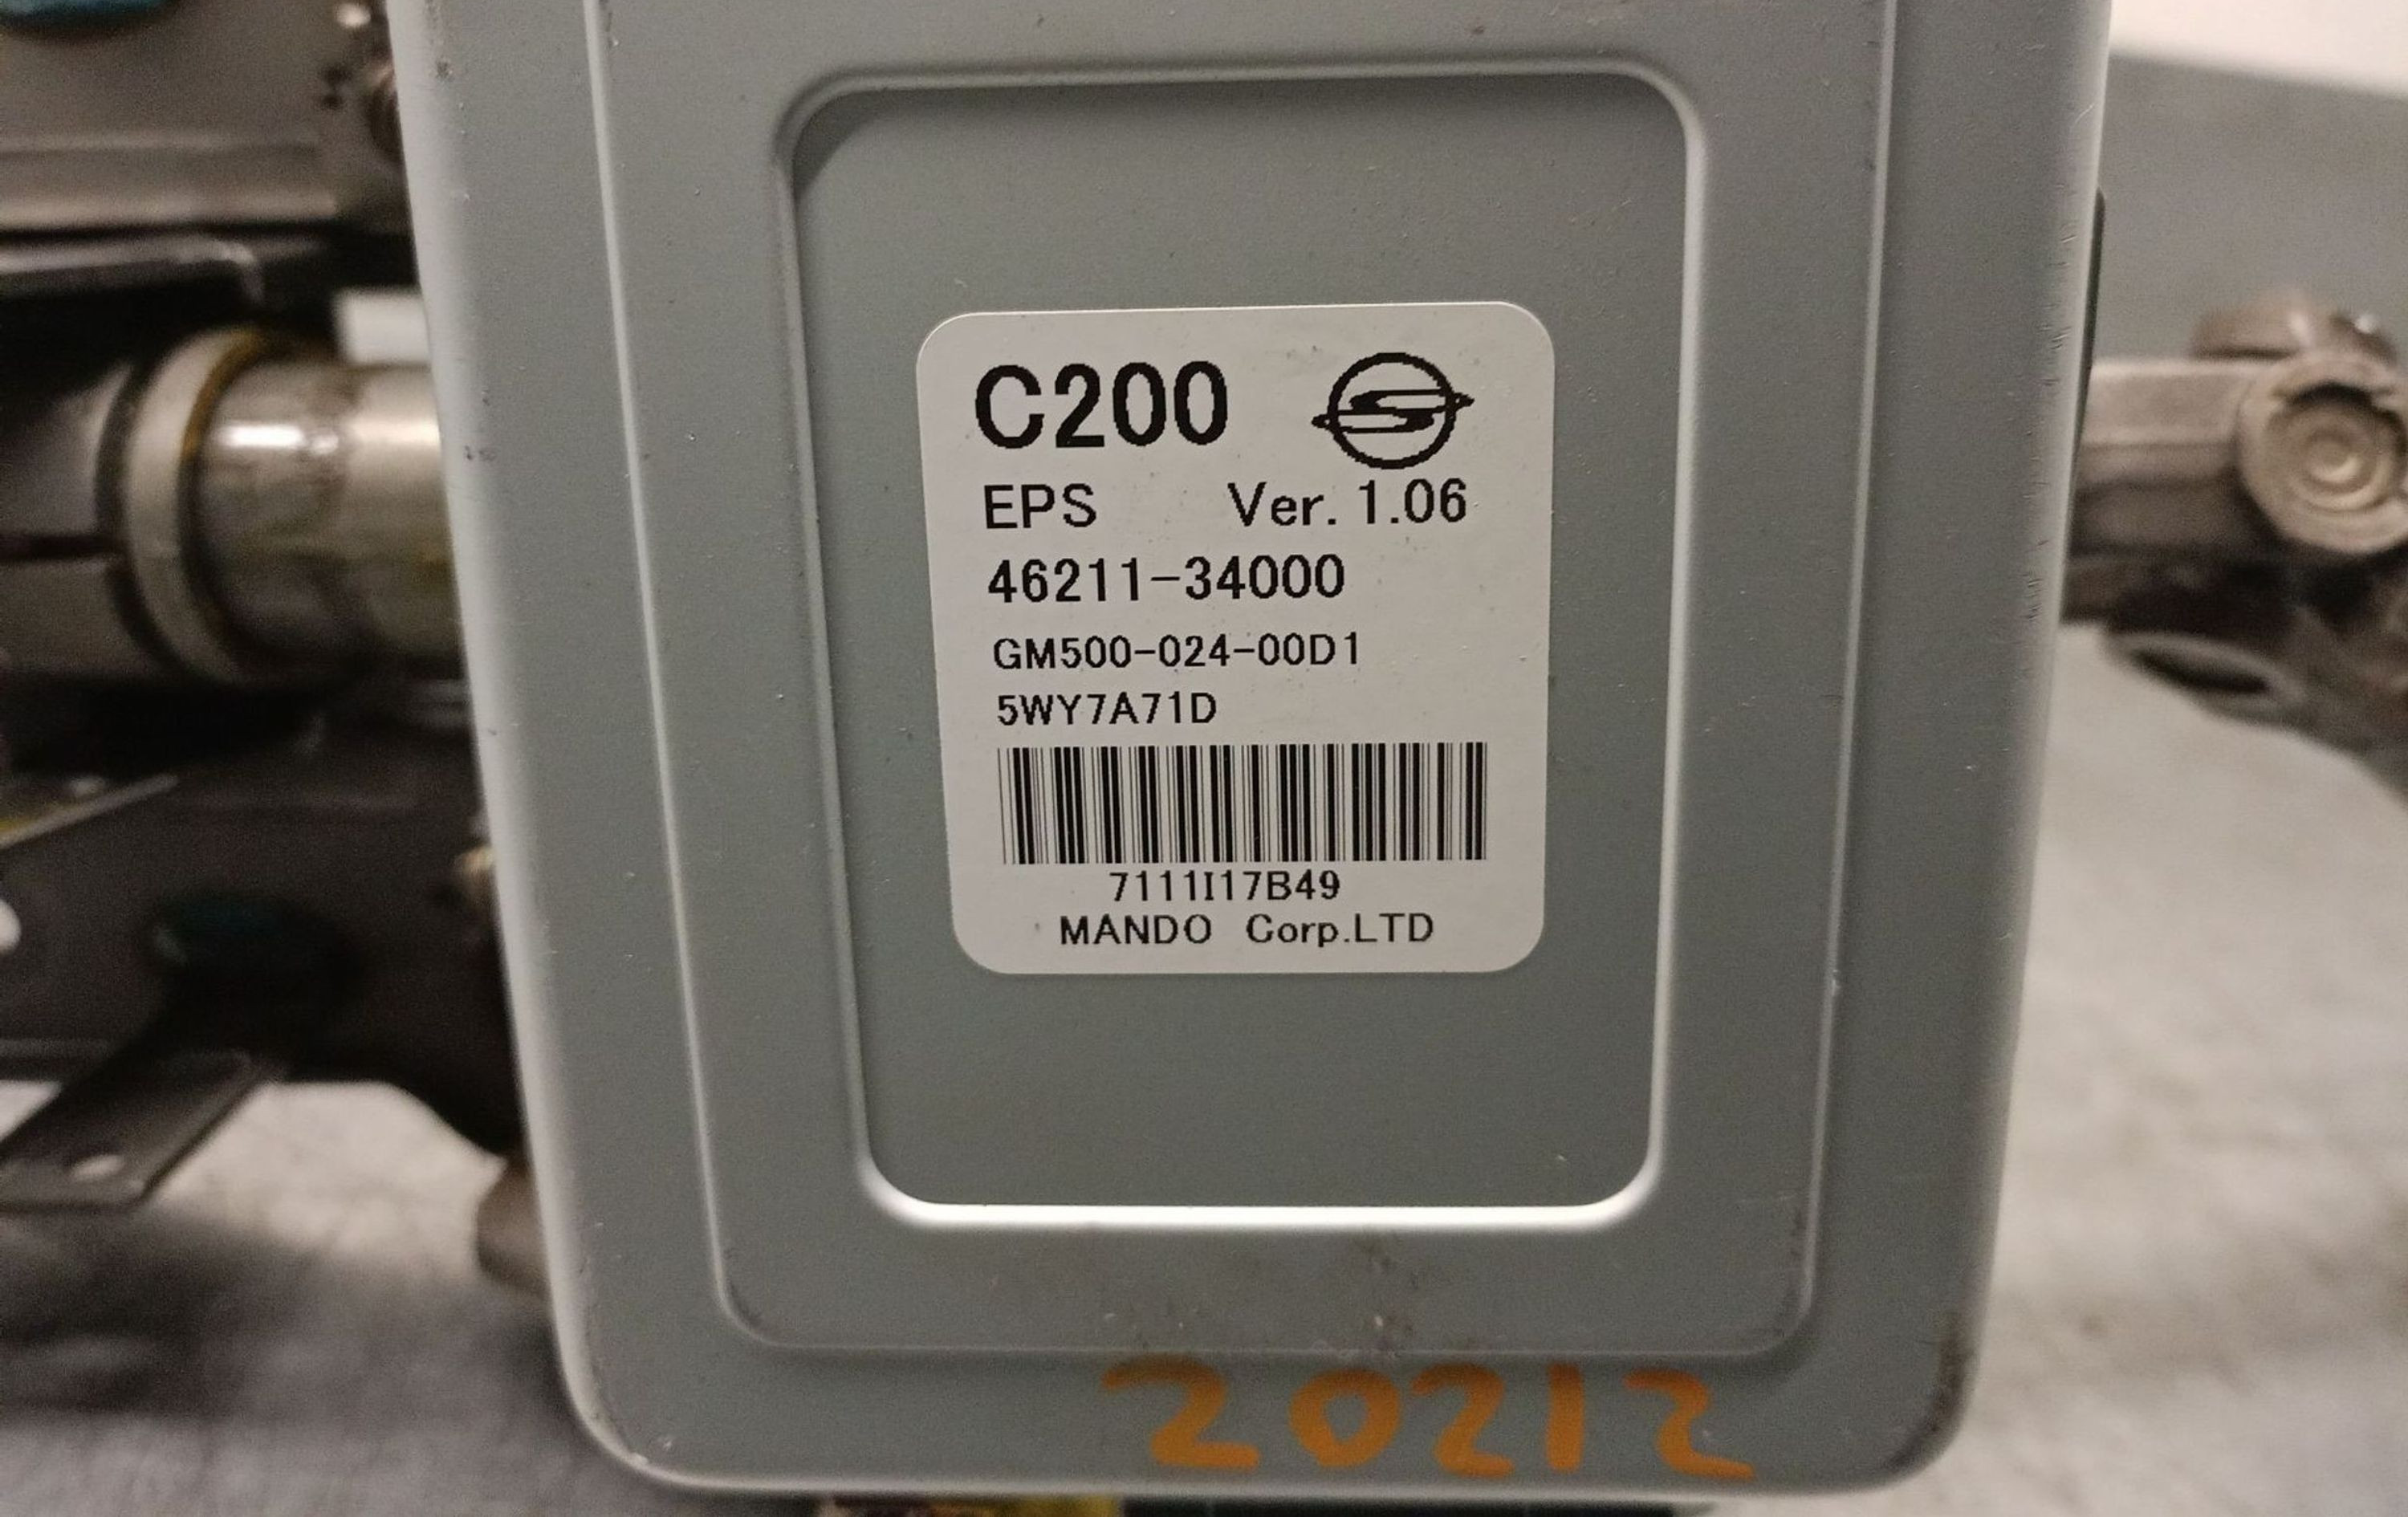 C200
EPS Ver. 1.06
46211-34000
GM500-024-00D1
5WY7A71D
7111I17B49
MANDO Corp.LTD
20212